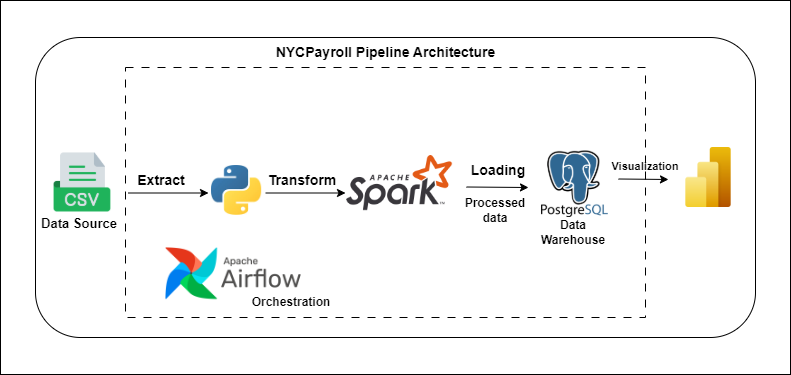 NYCPayroll Pipeline Architecture
CSV
Data Source
Extract
Transform
APACHE
Spark™
Loading
Processed
data
PostgreSQL
Data
Warehouse
Visualization
Apache
Airflow
Orchestration